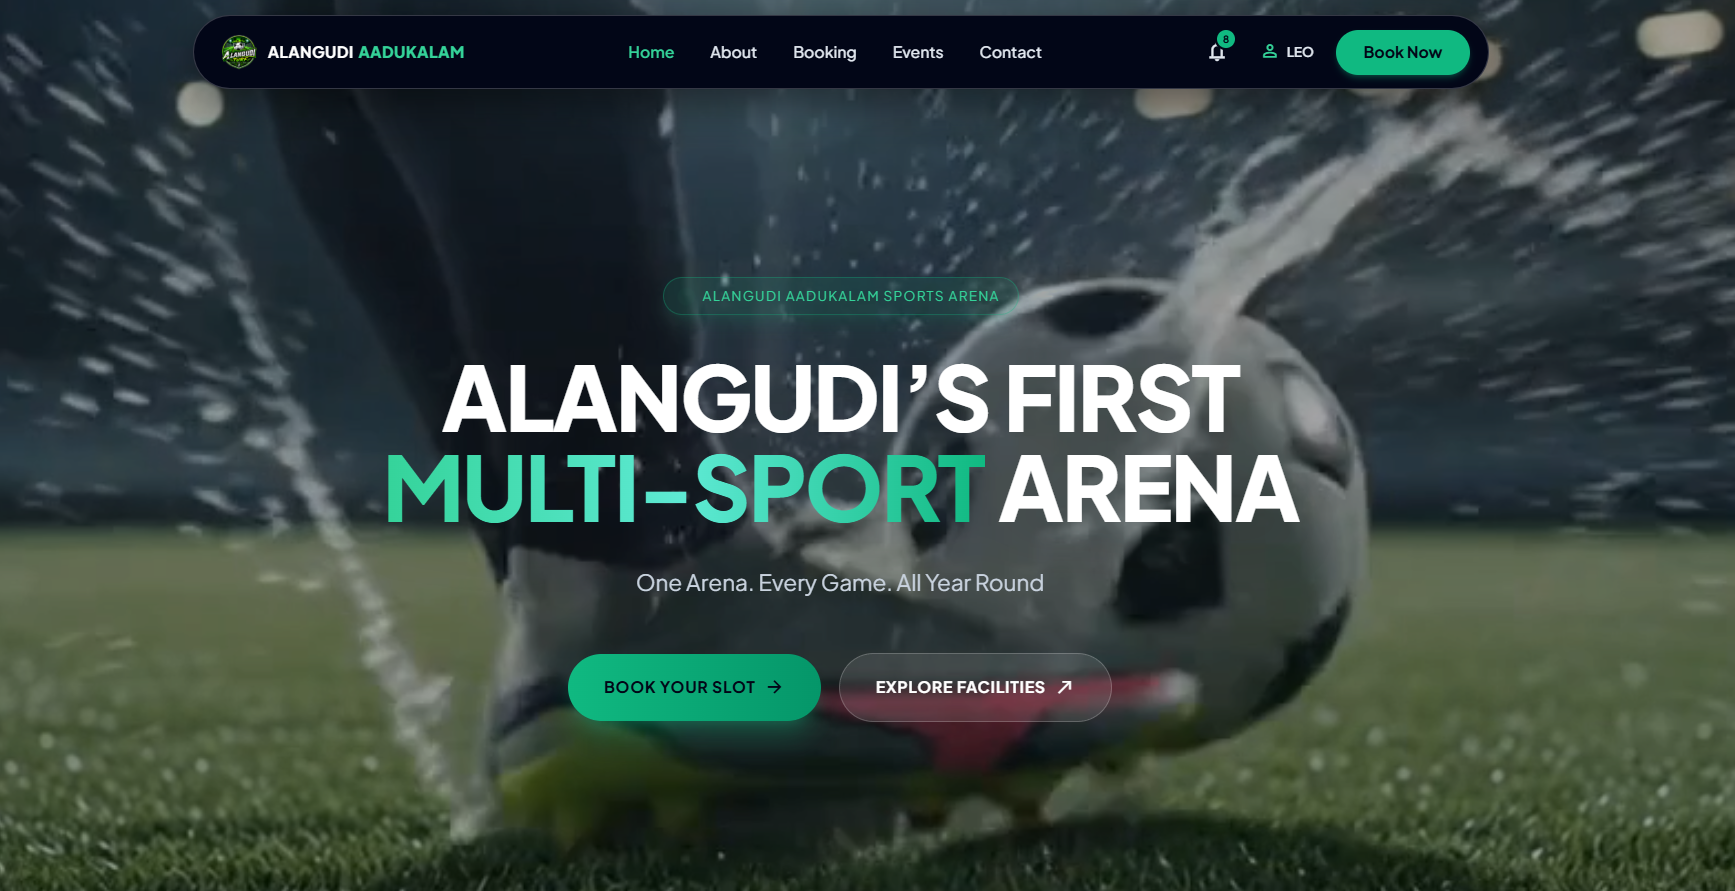 ALANGUDI AADUKALAM
Home
About
Booking
Events
Contact
8
LEO
Book Now
ALANGUDI AADUKALAM SPORTS ARENA
ALANGUDI’S FIRST
MULTI-SPORT ARENA
One Arena. Every Game. All Year Round
BOOK YOUR SLOT
EXPLORE FACILITIES